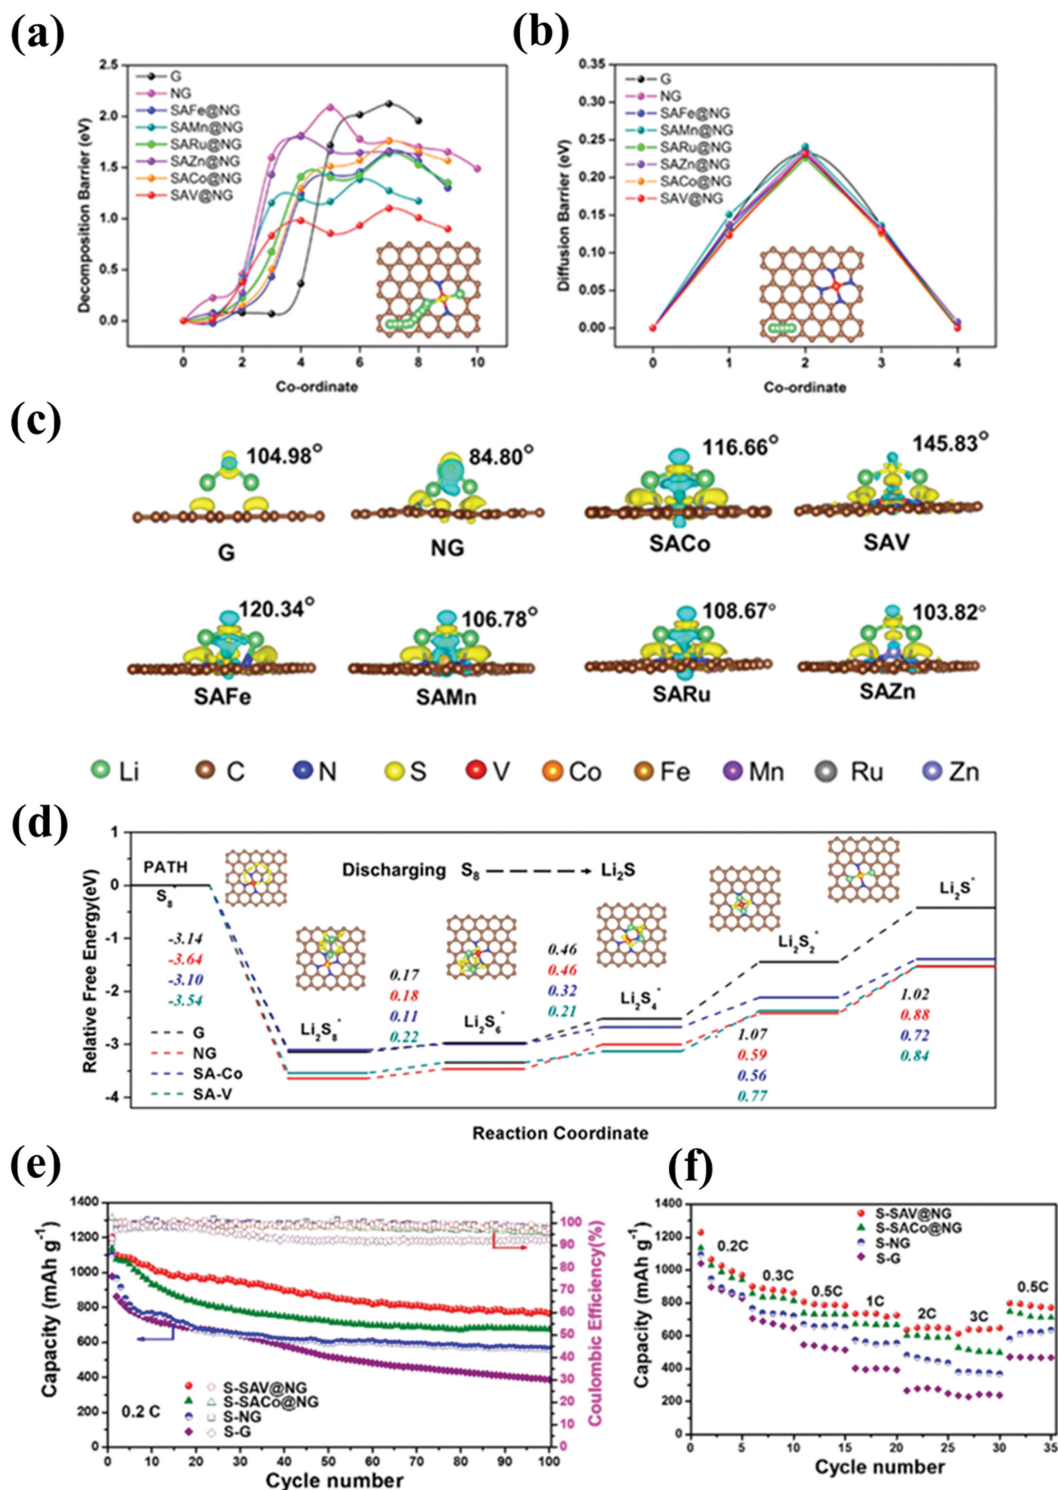 (a)
2.5
2.0
1.5
1.0
0.5
0.0
Decomposition Barrier (eV)
G
NG
SAFe@NG
SAMn@NG
SARu@NG
SAZn@NG
SACo@NG
SAV@NG
0 2 4 6 8 10
Co-ordinate
(b)
0.35
0.30
0.25
0.20
0.15
0.10
0.05
0.00
Diffusion Barrier (eV)
G
NG
SAFe@NG
SAMn@NG
SARu@NG
SAZn@NG
SACo@NG
SAV@NG
0 1 2 3 4
Co-ordinate
(c)
104.98° 84.80° 116.66° 145.83°
G NG SACo SAV
120.34° 106.78° 108.67° 103.82°
SAFe SAMn SARu SAZn
Li C N S V Co Fe Mn Ru Zn
(d)
1
0
-1
-2
-3
-4
Relative Free Energy(eV)
PATH
S8*
Discharging S8 Li2S
-3.14
-3.64
-3.10
-3.54
G
NG
SA-Co
SA-V
Li2S8*
0.17
0.18
0.11
0.22
Li2S6*
0.46
0.46
0.32
0.21
Li2S4*
1.07
0.59
0.56
0.77
Li2S2*
1.02
0.88
0.72
0.84
Li2S*
Reaction Coordinate
(e)
1400
1200
1000
800
600
400
200
0
Capacity (mAh g-1)
0.2 C
S-SAV@NG
S-SACo@NG
S-NG
S-G
100
90
80
70
60
50
40
30
20
10
0
Coulombic Efficiency(%)
0 10 20 30 40 50 60 70 80 90 100
Cycle number
(f)
1400
1200
1000
800
600
400
200
0
Capacity (mAh g-1)
S-SAV@NG
S-SACo@NG
S-NG
S-G
0.2C
0.3C
0.5C
1C
2C
3C
0.5C
0 5 10 15 20 25 30 35
Cycle number